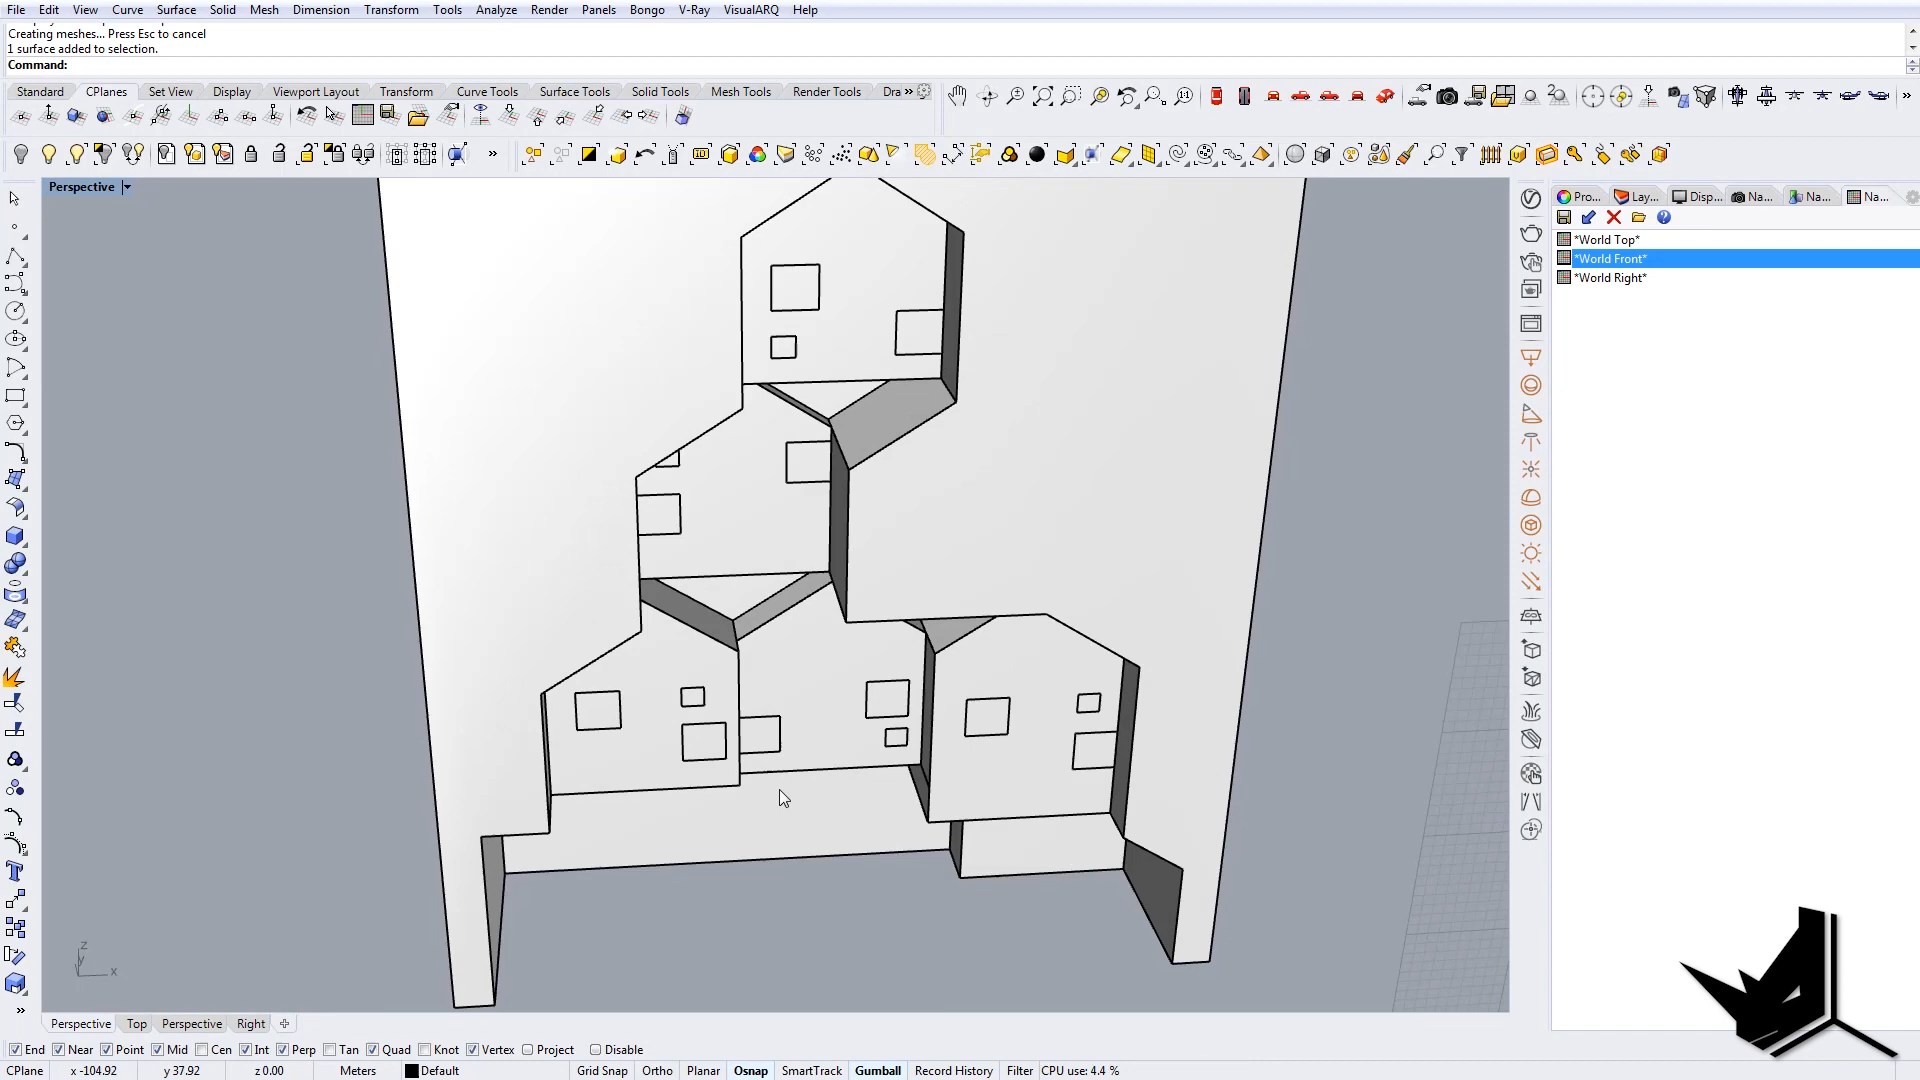 File Edit View Curve Surface Solid Mesh Dimension Transform Tools Analyze Render Panels Bongo V-Ray VisualARQ Help
Creating meshes... Press Esc to cancel
1 surface added to selection.
Command:
Standard CPlanes Set View Display Viewport Layout Transform Curve Tools Surface Tools Solid Tools Mesh Tools Render Tools Dra »
Perspective
Pro... Lay... Disp... Na... Na... Na...
*World Top*
*World Front*
*World Right*
z
y
x
Perspective Top Perspective Right
End Near Point Mid Cen Int Perp Tan Quad Knot Vertex Project Disable
CPlane x -104.92 y 37.92 z 0.00 Meters Default Grid Snap Ortho Planar Osnap SmartTrack Gumball Record History Filter CPU use: 4.4 %